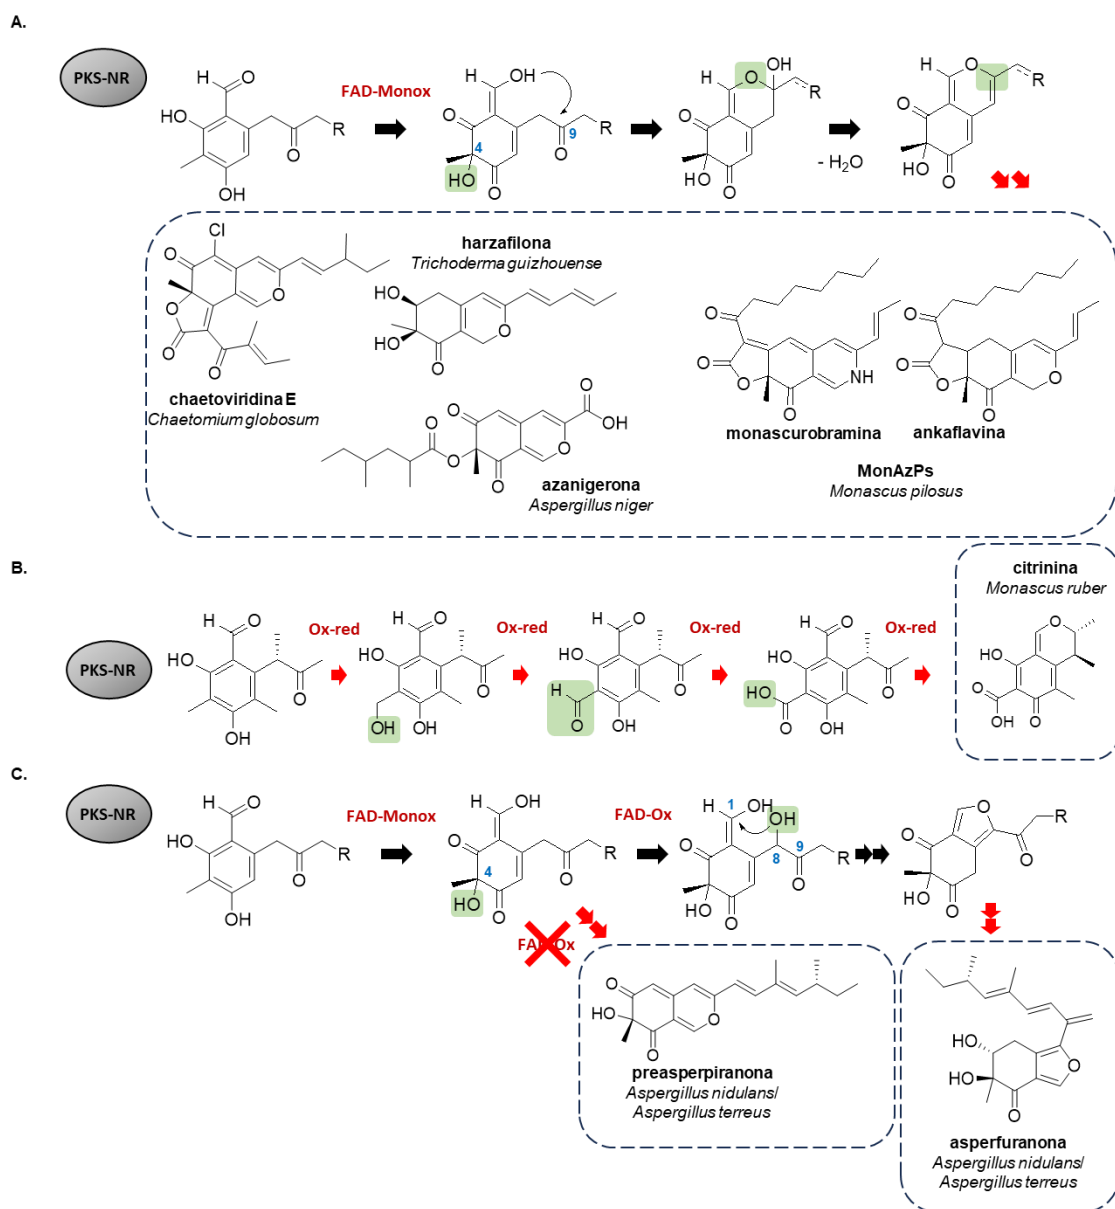 A.
PKS-NR
FAD-Monox
H O
HO
O
R
OH
H OH
O
4
9
HO
O
O
R
H O OH
O
R
HO
O
- H₂O
H O
O
R
HO
O
Cl
O
O
O
O
O
chaetoviridina E
Chaetomium globosum
harzafilona
Trichoderma guizhouense
HO
HO
O
O
O
O
OH
O
O
O
O
azanigerona
Aspergillus niger
O
O
O
NH
O
monascurobramina
O
O
O
O
O
ankaflavina
MonAzPs
Monascus pilosus
B.
PKS-NR
H O
HO
O
OH
Ox-red
H O
HO
O
OH
OH
Ox-red
H O
HO
H
O
O
OH
Ox-red
H O
HO
HO
O
O
OH
Ox-red
citrinina
Monascus ruber
O
HO
O
OH
O
C.
PKS-NR
H O
HO
O
R
OH
FAD-Monox
H OH
O
4
HO
O
O
R
FAD-Ox
H 1 OH
OH
O
8
9
O
R
HO
O
O
O
R
O
HO
O
FAD-Ox
O
HO
O
O
preasperpiranona
Aspergillus nidulans/
Aspergillus terreus
HO
HO
O
O
asperfuranona
Aspergillus nidulans/
Aspergillus terreus